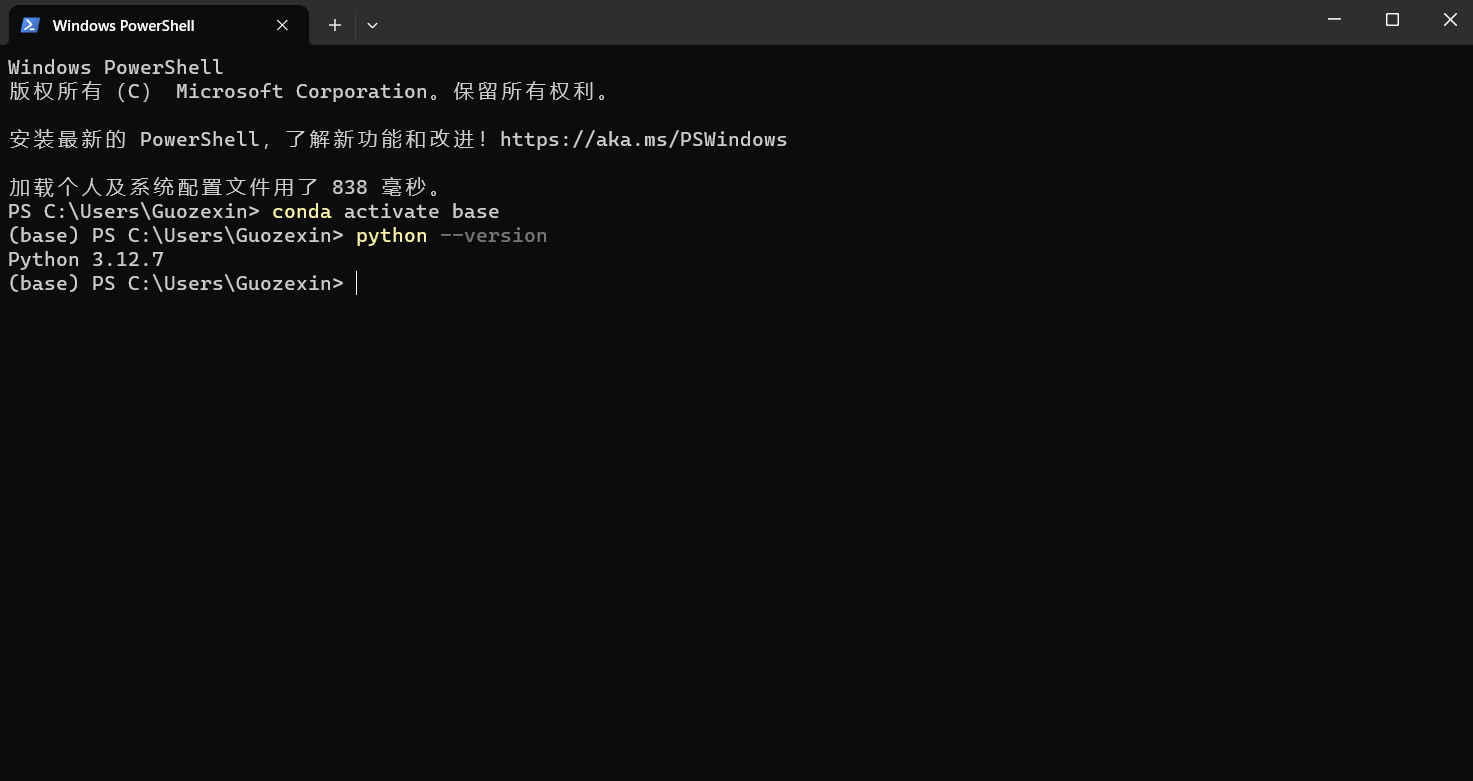 Windows PowerShell
Windows PowerShell
版权所有（C） Microsoft Corporation。保留所有权利。
安装最新的 PowerShell，了解新功能和改进！https://aka.ms/PSWindows
加载个人及系统配置文件用了 838 毫秒。
PS C:\Users\Guozexin> conda activate base
(base) PS C:\Users\Guozexin> python --version
Python 3.12.7
(base) PS C:\Users\Guozexin>